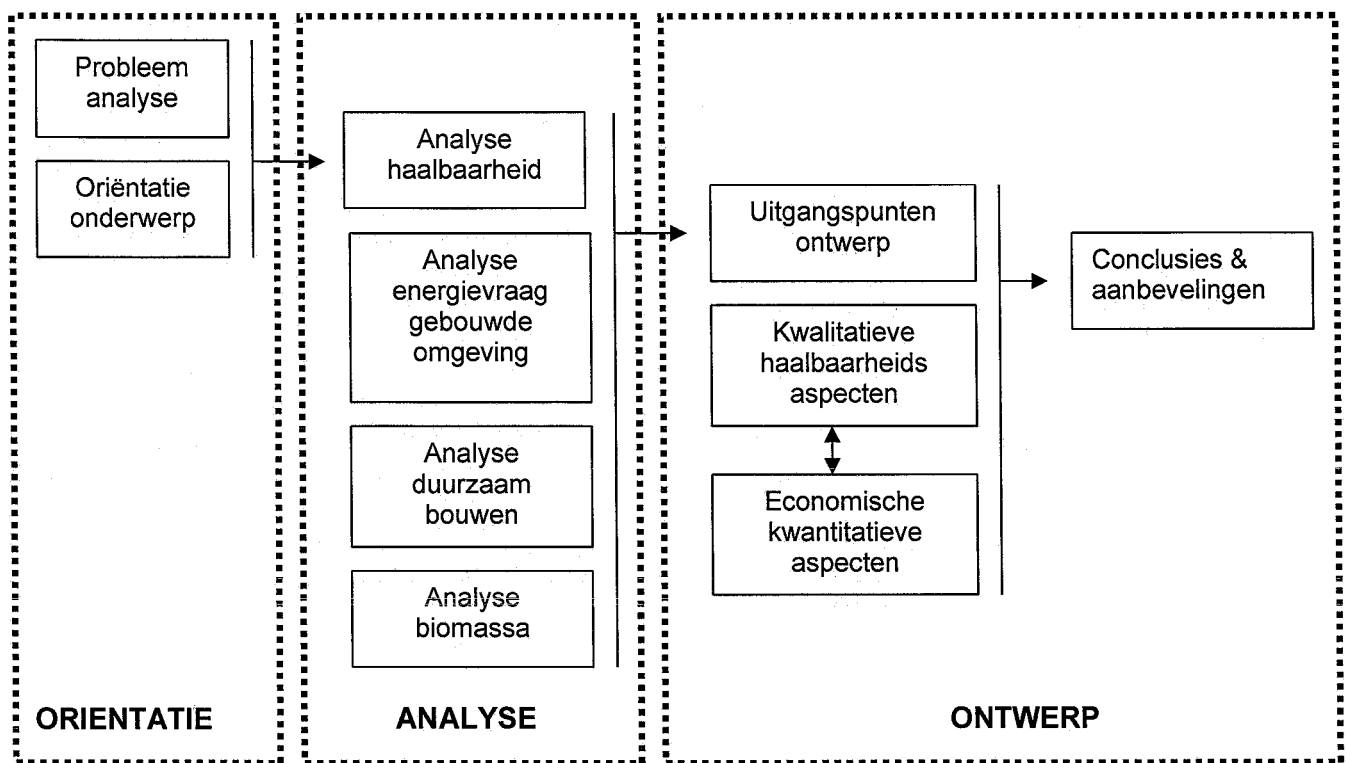 Probleem
analyse
Oriëntatie
onderwerp
ORIENTATIE
Analyse
haalbaarheid
Analyse
energievraag
gebouwde
omgeving
Analyse
duurzaam
bouwen
Analyse
biomassa
ANALYSE
Uitgangspunten
ontwerp
Kwalitatieve
haalbaarheids
aspecten
Economische
kwantitatieve
aspecten
Conclusies &
aanbevelingen
ONTWERP